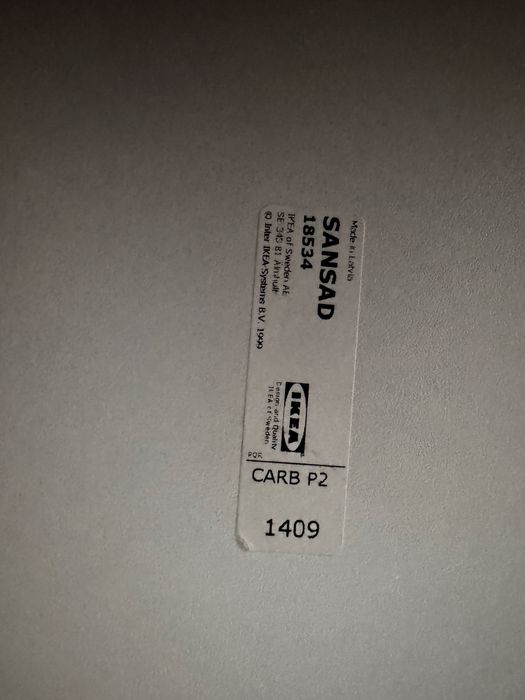 Made in Latvia
SANSAD
18534
IKEA of Sweden AB
SE 343 81 Älmhult
© Inter IKEA Systems B.V. 1999
IKEA
Design and Quality
IKEA of Sweden
PQR
CARB P2
1409